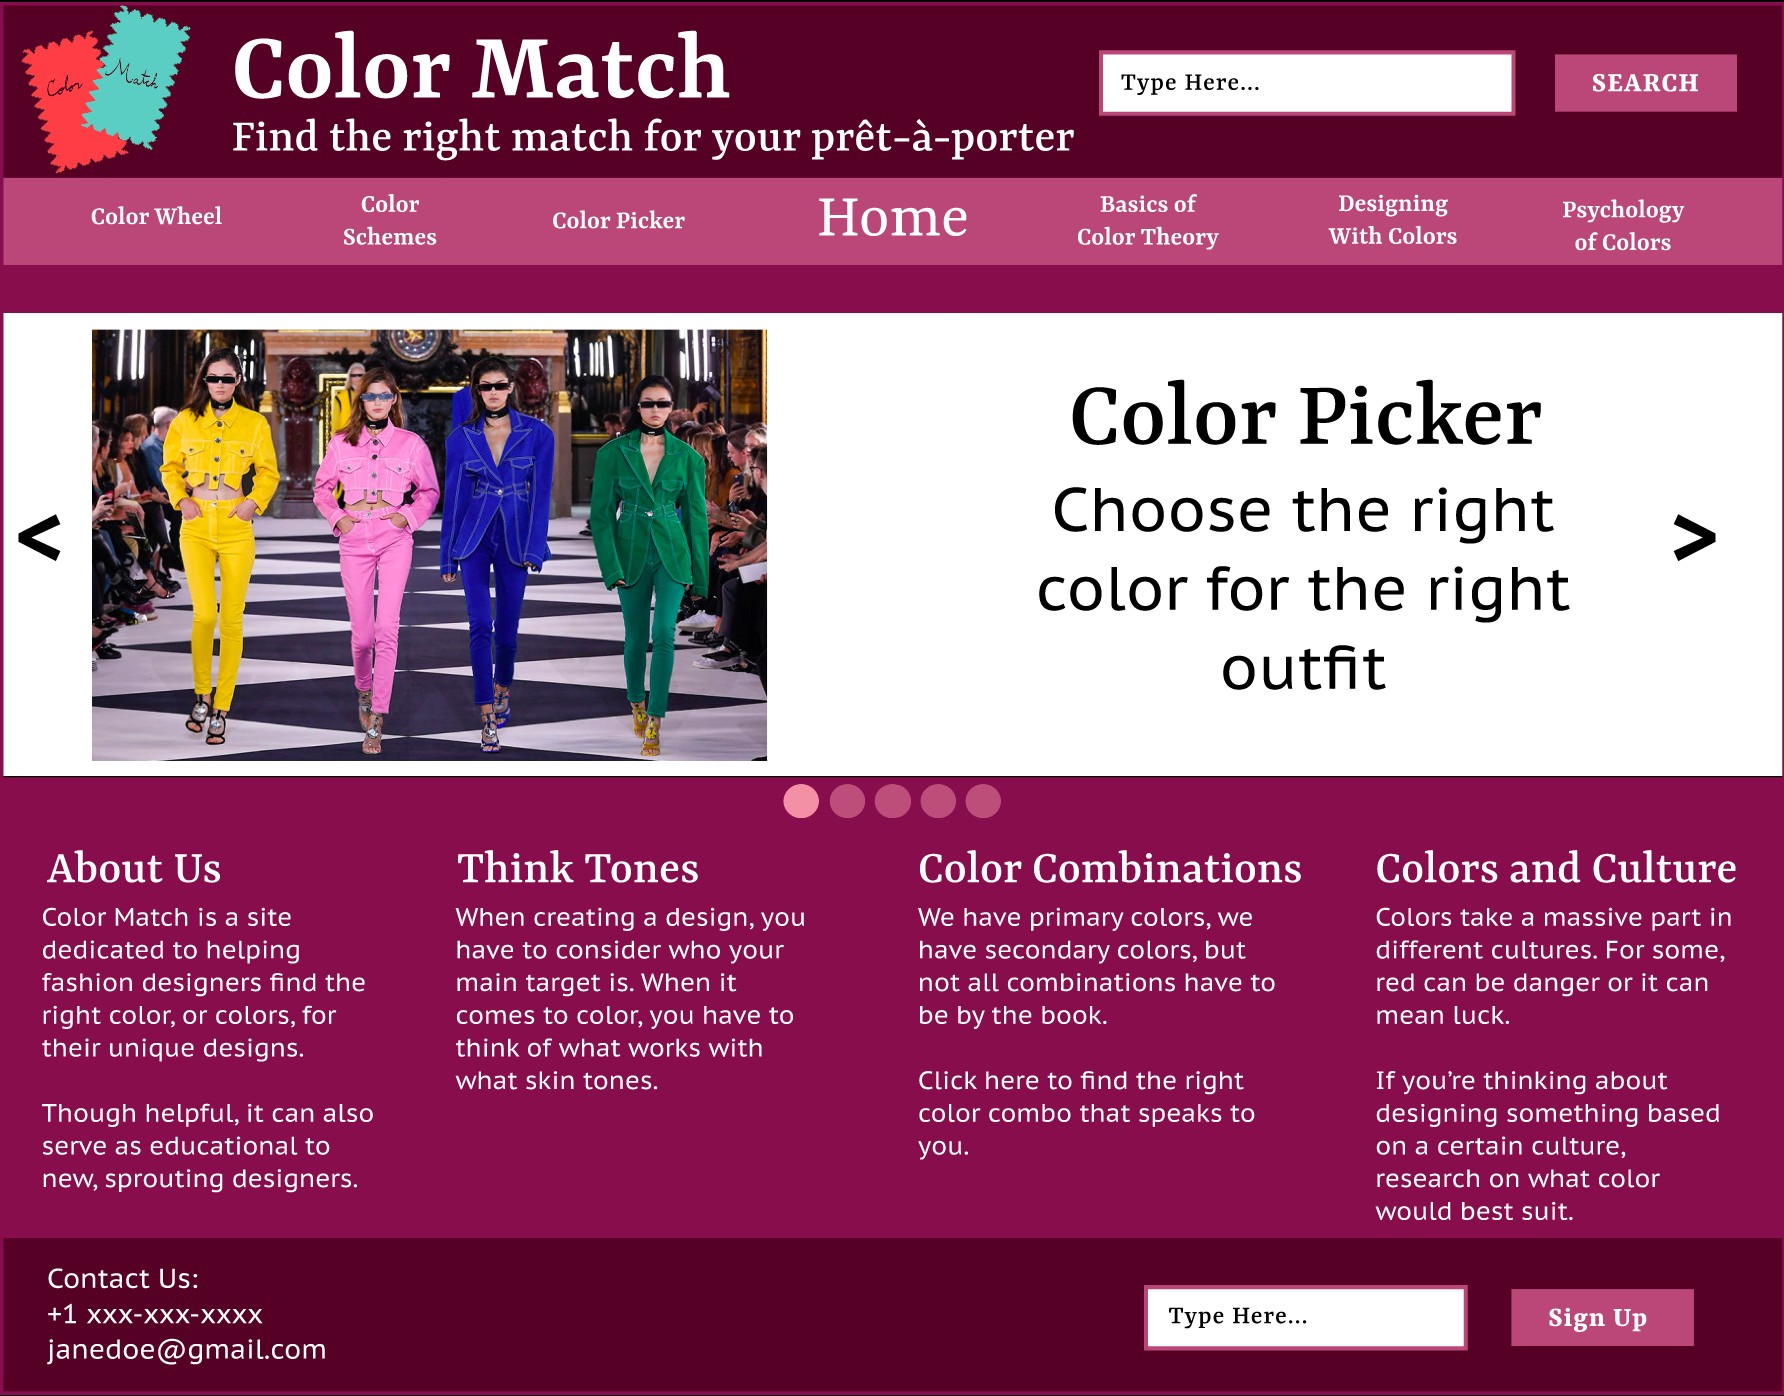 Color
Match
Color Match
Find the right match for your prêt-à-porter
Type Here...
SEARCH
Color Wheel
Color
Schemes
Color Picker
Home
Basics of
Color Theory
Designing
With Colors
Psychology
of Colors
<
Color Picker
Choose the right
color for the right
outfit
>
About Us
Color Match is a site
dedicated to helping
fashion designers find the
right color, or colors, for
their unique designs.
Though helpful, it can also
serve as educational to
new, sprouting designers.
Think Tones
When creating a design, you
have to consider who your
main target is. When it
comes to color, you have to
think of what works with
what skin tones.
Color Combinations
We have primary colors, we
have secondary colors, but
not all combinations have to
be by the book.
Click here to find the right
color combo that speaks to
you.
Colors and Culture
Colors take a massive part in
different cultures. For some,
red can be danger or it can
mean luck.
If you’re thinking about
designing something based
on a certain culture,
research on what color
would best suit.
Contact Us:
+1 xxx-xxx-xxxx
janedoe@gmail.com
Type Here...
Sign Up